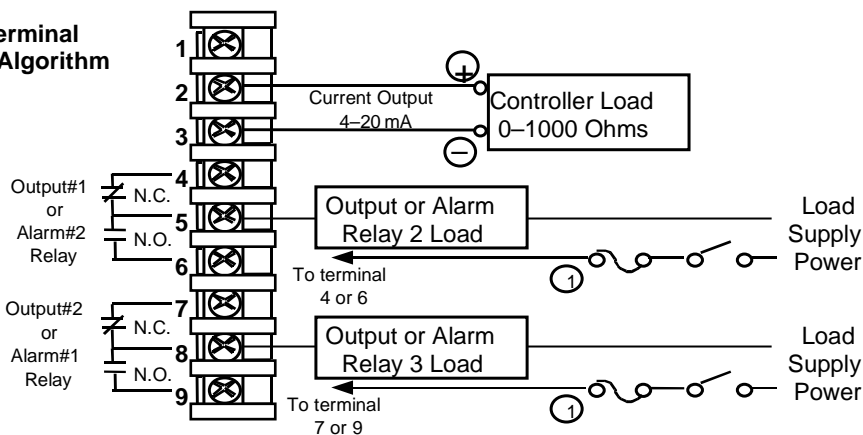 erminal
Algorithm
1
2
3
4
5
6
7
8
9
+
Current Output
4–20 mA
–
Controller Load
0–1000 Ohms
Output#1
or
Alarm#2
Relay
N.C.
N.O.
Output or Alarm
Relay 2 Load
To terminal
4 or 6
1
Load
Supply
Power
Output#2
or
Alarm#1
Relay
N.C.
N.O.
Output or Alarm
Relay 3 Load
To terminal
7 or 9
1
Load
Supply
Power